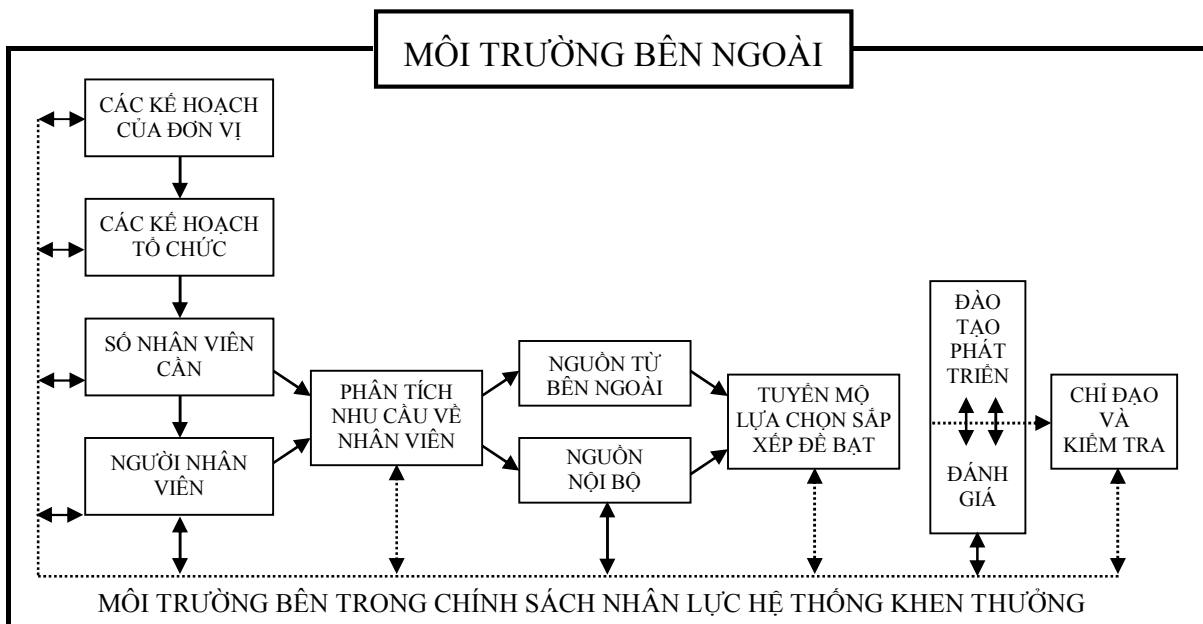 MÔI TRƯỜNG BÊN NGOÀI
CÁC KẾ HOẠCH
CỦA ĐƠN VỊ
CÁC KẾ HOẠCH
TỔ CHỨC
SỐ NHÂN VIÊN
CẦN
NGƯỜI NHÂN
VIÊN
PHÂN TÍCH
NHU CẦU VỀ
NHÂN VIÊN
NGUỒN TỪ
BÊN NGOÀI
NGUỒN
NỘI BỘ
TUYỂN MỘ
LỰA CHỌN SẮP
XẾP ĐỀ BẠT
ĐÀO
TẠO
PHÁT
TRIỂN
ĐÁNH
GIÁ
CHỈ ĐẠO
VÀ
KIỂM TRA
MÔI TRƯỜNG BÊN TRONG CHÍNH SÁCH NHÂN LỰC HỆ THỐNG KHEN THƯỞNG